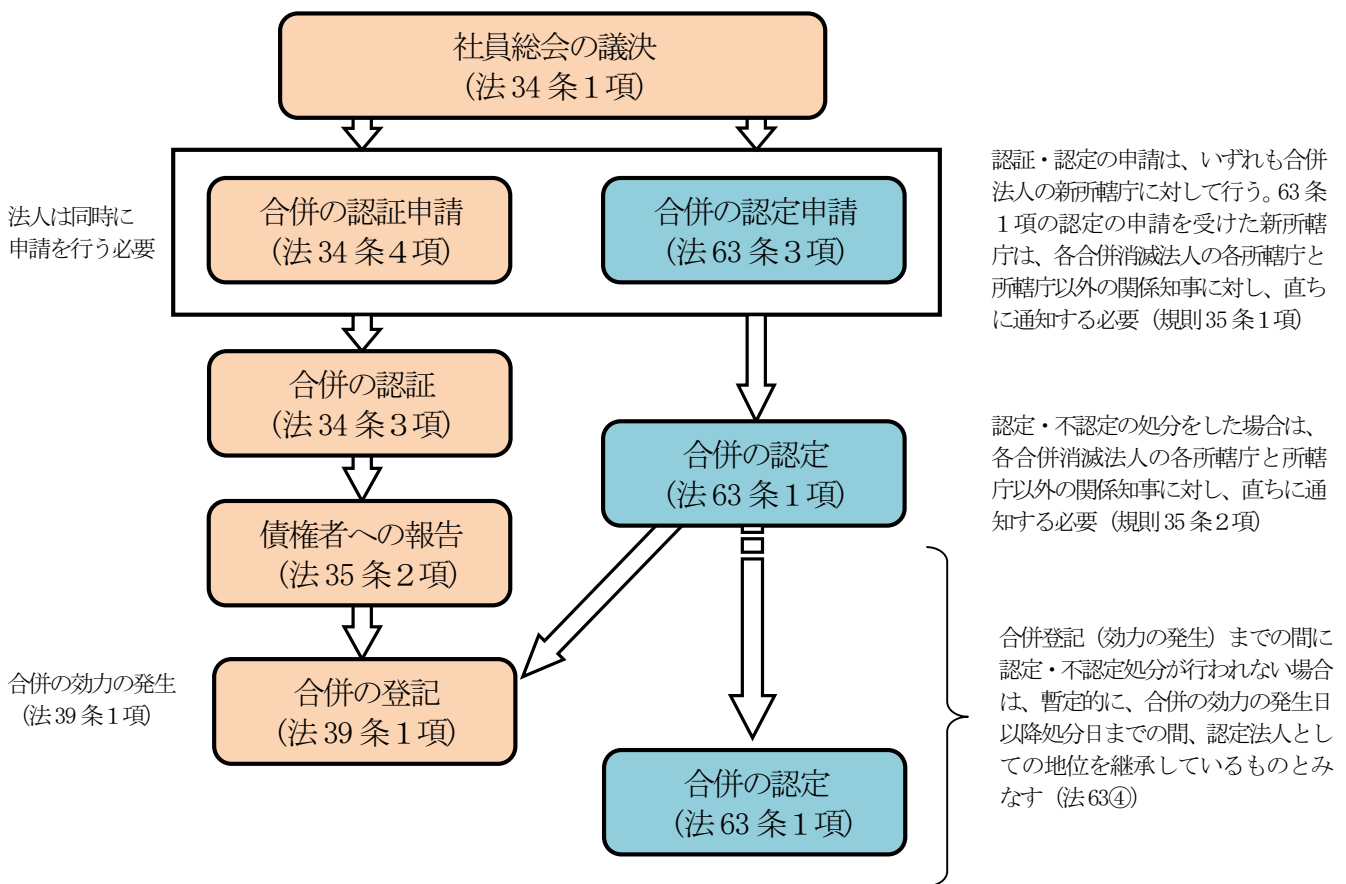 社員総会の議決
（法34条１項）
法人は同時に
申請を行う必要
合併の認証申請
（法34条４項）
合併の認定申請
（法63条３項）
認証・認定の申請は、いずれも合併
法人の新所轄庁に対して行う。63条
１項の認定の申請を受けた新所轄
庁は、各合併消滅法人の各所轄庁と
所轄庁以外の関係知事に対し、直ち
に通知する必要（規則35条１項）
合併の認証
（法34条３項）
合併の認定
（法63条１項）
認定・不認定の処分をした場合は、
各合併消滅法人の各所轄庁と所轄
庁以外の関係知事に対し、直ちに通
知する必要（規則35条２項）
債権者への報告
（法35条２項）
合併の効力の発生
（法39条１項）
合併の登記
（法39条１項）
合併登記（効力の発生）までの間に
認定・不認定処分が行われない場合
は、暫定的に、合併の効力の発生日
以降処分日までの間、認定法人とし
ての地位を継承しているものとみ
なす（法63④）
合併の認定
（法63条１項）